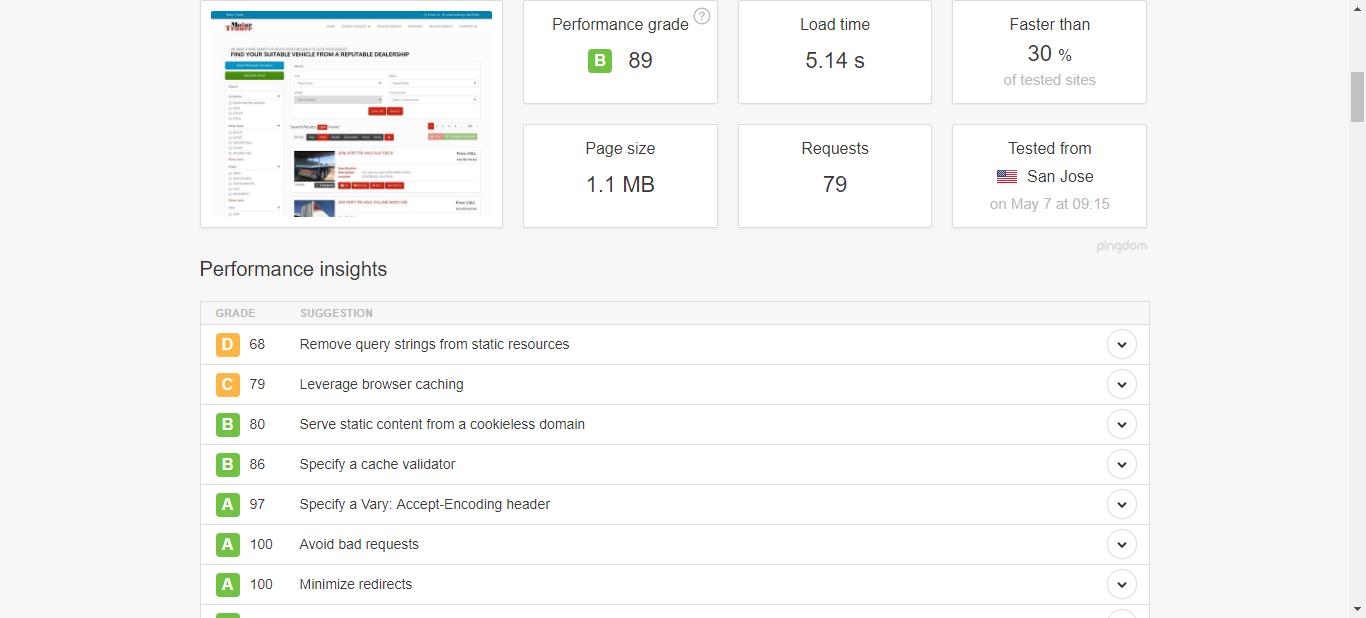 FIND YOUR SUITABLE VEHICLE FROM A REPUTABLE DEALERSHIP
Performance grade ?
B 89
Load time
5.14 s
Faster than
30 %
of tested sites
Page size
1.1 MB
Requests
79
Tested from
San Jose
on May 7 at 09:15
pingdom
Performance insights
GRADE SUGGESTION
D 68 Remove query strings from static resources
C 79 Leverage browser caching
B 80 Serve static content from a cookieless domain
B 86 Specify a cache validator
A 97 Specify a Vary: Accept-Encoding header
A 100 Avoid bad requests
A 100 Minimize redirects